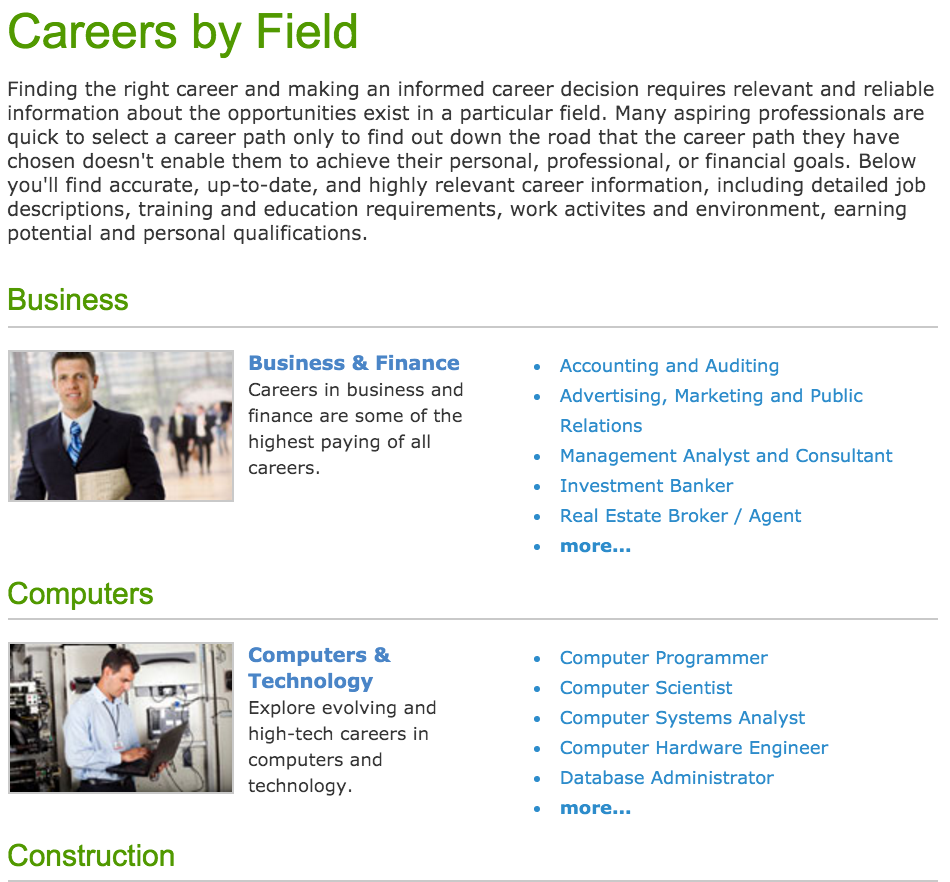 Careers by Field
Finding the right career and making an informed career decision requires relevant and reliable
information about the opportunities exist in a particular field. Many aspiring professionals are
quick to select a career path only to find out down the road that the career path they have
chosen doesn't enable them to achieve their personal, professional, or financial goals. Below
you'll find accurate, up-to-date, and highly relevant career information, including detailed job
descriptions, training and education requirements, work activites and environment, earning
potential and personal qualifications.
Business
Business & Finance
Careers in business and
finance are some of the
highest paying of all
careers.
• Accounting and Auditing
• Advertising, Marketing and Public
Relations
• Management Analyst and Consultant
• Investment Banker
• Real Estate Broker / Agent
• more...
Computers
Computers &
Technology
Explore evolving and
high-tech careers in
computers and
technology.
• Computer Programmer
• Computer Scientist
• Computer Systems Analyst
• Computer Hardware Engineer
• Database Administrator
• more...
Construction